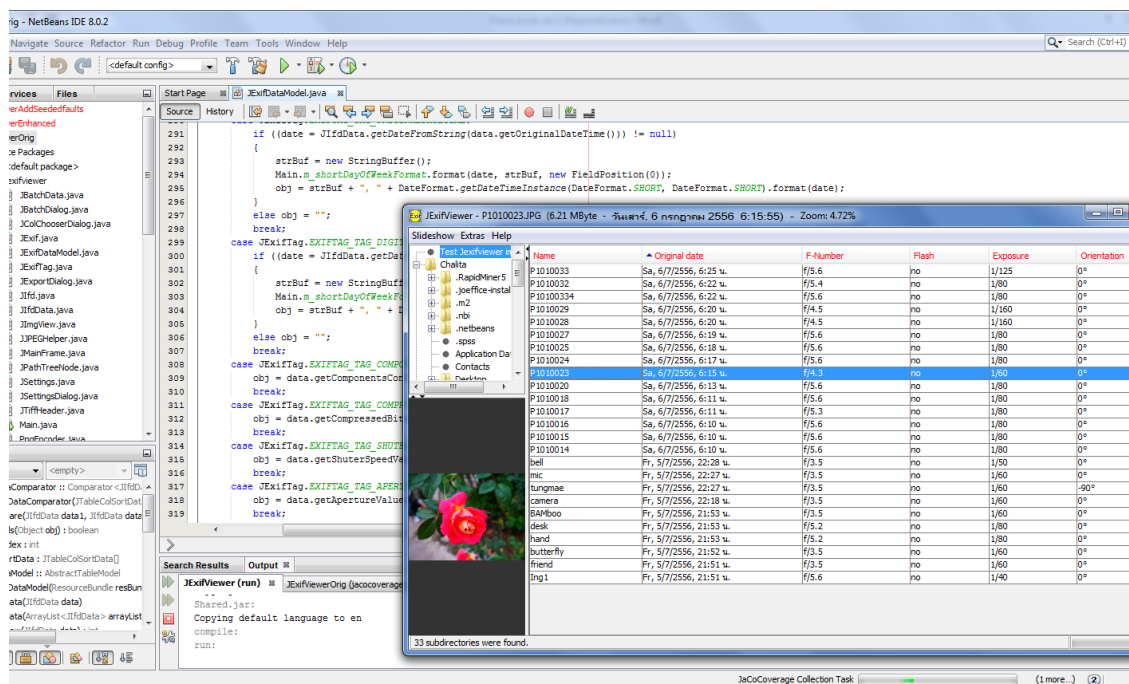 rig - NetBeans IDE 8.0.2
Navigate Source Refactor Run Debug Profile Team Tools Window Help
Search (Ctrl+I)
<default config>
rvices Files
verAddSeededfaults
verEnhanced
verOrig
ce Packages
<default package>
exifviewer
JBatchData.java
JBatchDialog.java
JColChooserDialog.java
JExif.java
JExifDataModel.java
JExifTag.java
JExportDialog.java
JIfd.java
JIfdData.java
JImgView.java
JJPEGHelper.java
JMainFrame.java
JPathTreeNode.java
JSettings.java
JSettingsDialog.java
JTiffHeader.java
Main.java
PngEncoder.java
<empty>
aComparator :: Comparator<JIfdD
DataComparator(JTableColSortDat
are(JIfdData data1, JIfdData data
ls(Object obj) : boolean
dex : int
rtData : JTableColSortData[]
aModel :: AbstractTableModel
DataModel(ResourceBundle resBun
ata(JIfdData data)
ata(ArrayList<JIfdData> arrayList
Start Page JExifDataModel.java
Source History
291 if ((date = JIfdData.getDateFromString(data.getOriginalDateTime())) != null)
292 {
293 strBuf = new StringBuffer();
294 Main.m_shortDayOfWeekFormat.format(date, strBuf, new FieldPosition(0));
295 obj = strBuf + ", " + DateFormat.getDateTimeInstance(DateFormat.SHORT, DateFormat.SHORT).format(date);
296 }
297 else obj = "";
298 break;
299 case JExifTag.EXIFTAG_TAG_DIGIT
300 if ((date = JIfdData.getDat
301 {
302 strBuf = new StringBuff
303 Main.m_shortDayOfWeekFo
304 obj = strBuf + ", " + D
305 }
306 else obj = "";
307 break;
308 case JExifTag.EXIFTAG_TAG_COMPO
309 obj = data.getComponentsCon
310 break;
311 case JExifTag.EXIFTAG_TAG_COMPR
312 obj = data.getCompressedBit
313 break;
314 case JExifTag.EXIFTAG_TAG_SHUTE
315 obj = data.getShuterSpeedVa
316 break;
317 case JExifTag.EXIFTAG_TAG_APERT
318 obj = data.getApertureValue
319 break;
Search Results Output
JExifViewer (run) JExifViewerOrig (jacocoverage
Shared.jar:
Copying default language to en
compile:
run:
JExifViewer - P1010023.JPG (6.21 MByte - วันเสาร์, 6 กรกฎาคม 2556 6:15:55) - Zoom: 4.72%
Slideshow Extras Help
Test Jexifviewer in
Chalita
.RapidMiner5
.joeffice-instal
.m2
.nbi
.netbeans
.spss
Application Da
Contacts
Desktop
Name Original date F-Number Flash Exposure Orientation
P1010033 Sa, 6/7/2556, 6:25 น. f/5.6 no 1/125 0°
P1010032 Sa, 6/7/2556, 6:22 น. f/5.4 no 1/80 0°
P10100334 Sa, 6/7/2556, 6:22 น. f/5.6 no 1/80 0°
P1010029 Sa, 6/7/2556, 6:20 น. f/4.5 no 1/160 0°
P1010028 Sa, 6/7/2556, 6:20 น. f/4.5 no 1/160 0°
P1010027 Sa, 6/7/2556, 6:19 น. f/5.6 no 1/80 0°
P1010025 Sa, 6/7/2556, 6:18 น. f/5.6 no 1/80 0°
P1010024 Sa, 6/7/2556, 6:17 น. f/5.6 no 1/80 0°
P1010023 Sa, 6/7/2556, 6:15 น. f/4.3 no 1/60 0°
P1010020 Sa, 6/7/2556, 6:13 น. f/5.6 no 1/80 0°
P1010018 Sa, 6/7/2556, 6:11 น. f/5.6 no 1/80 0°
P1010017 Sa, 6/7/2556, 6:11 น. f/5.3 no 1/80 0°
P1010016 Sa, 6/7/2556, 6:10 น. f/5.6 no 1/80 0°
P1010015 Sa, 6/7/2556, 6:10 น. f/5.6 no 1/80 0°
P1010014 Sa, 6/7/2556, 6:10 น. f/5.6 no 1/80 0°
bell Fr, 5/7/2556, 22:28 น. f/3.5 no 1/50 0°
mic Fr, 5/7/2556, 22:27 น. f/3.5 no 1/60 0°
tungmae Fr, 5/7/2556, 22:27 น. f/3.5 no 1/60 -90°
camera Fr, 5/7/2556, 22:18 น. f/3.5 no 1/60 0°
BAMboo Fr, 5/7/2556, 21:53 น. f/3.5 no 1/60 0°
desk Fr, 5/7/2556, 21:53 น. f/5.2 no 1/80 0°
hand Fr, 5/7/2556, 21:53 น. f/5.2 no 1/80 0°
butterfly Fr, 5/7/2556, 21:52 น. f/3.5 no 1/60 0°
friend Fr, 5/7/2556, 21:51 น. f/3.5 no 1/60 0°
Ing1 Fr, 5/7/2556, 21:51 น. f/5.6 no 1/40 0°
33 subdirectories were found.
JaCoCoverage Collection Task (1 more...) 2